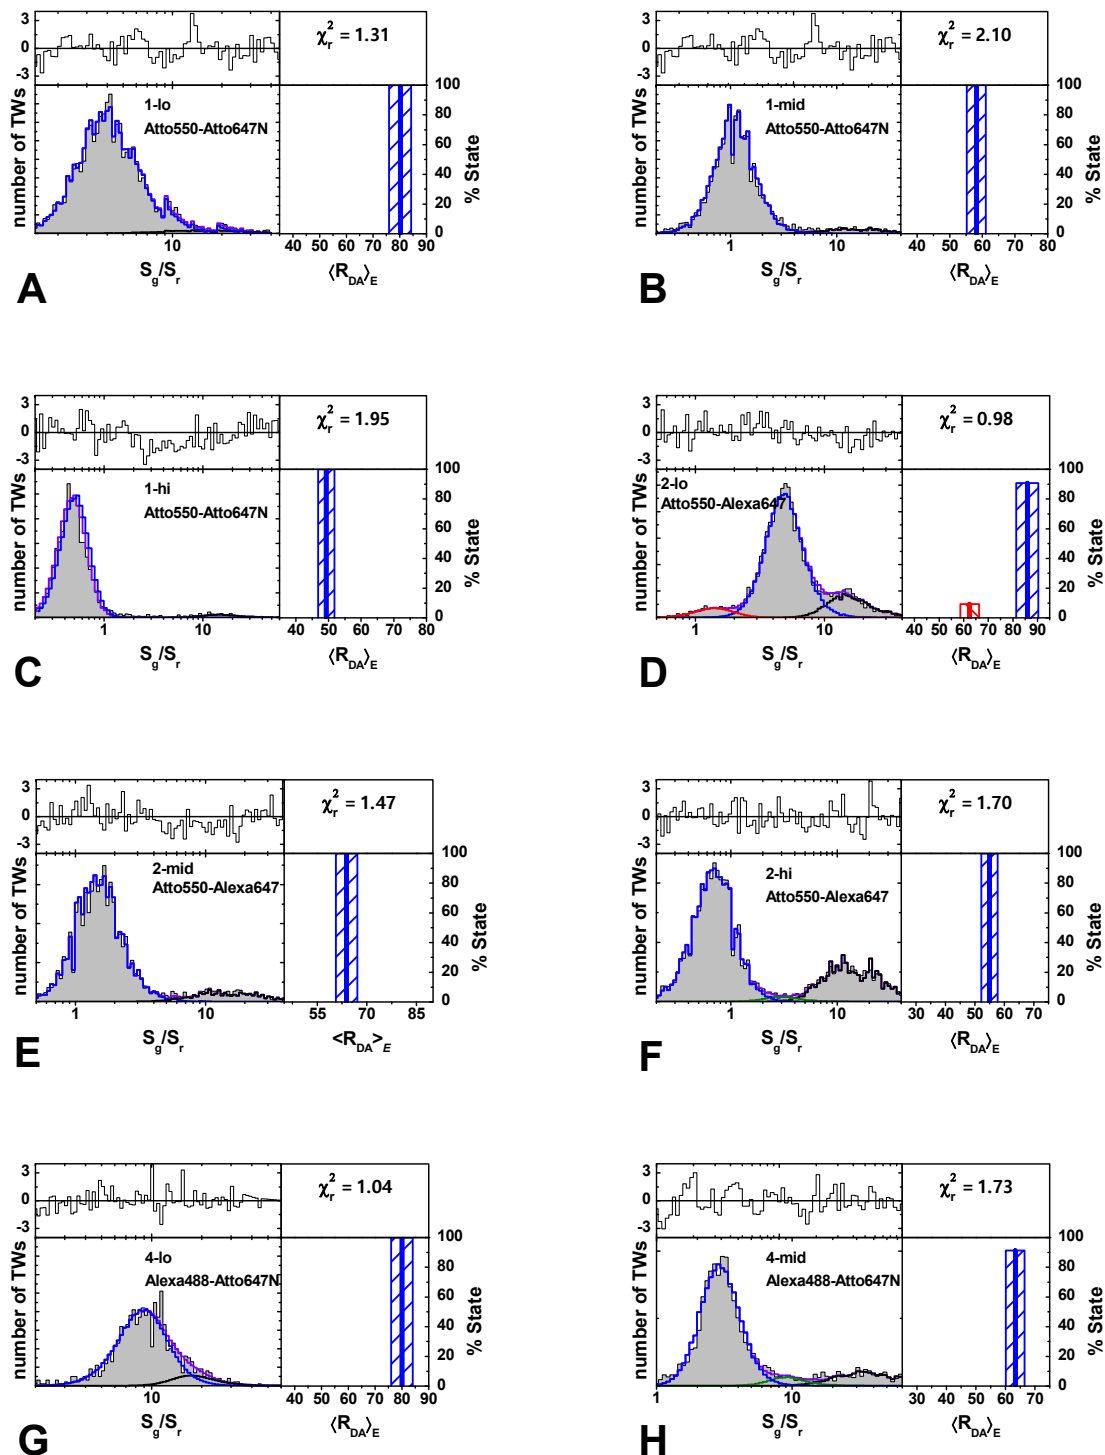 3
0
-3
χ²r = 1.31
number of TWs
1-lo
Atto550-Atto647N
100
80
60
40
20
0
% State
10
40 50 60 70 80 90
Sg/Sr
⟨RDA⟩E
A
3
0
-3
χ²r = 2.10
number of TWs
1-mid
Atto550-Atto647N
100
80
60
40
20
0
% State
1 10
40 50 60 70 80
Sg/Sr
⟨RDA⟩E
B
3
0
-3
χ²r = 1.95
number of TWs
1-hi
Atto550-Atto647N
100
80
60
40
20
0
% State
1 10
40 50 60 70 80
Sg/Sr
⟨RDA⟩E
C
3
0
-3
χ²r = 0.98
number of TWs
2-lo
Atto550-Alexa647
100
80
60
40
20
0
% State
1 10
40 50 60 70 80 90
Sg/Sr
⟨RDA⟩E
D
3
0
-3
χ²r = 1.47
number of TWs
2-mid
Atto550-Alexa647
100
80
60
40
20
0
% State
1 10
55 65 75 85
Sg/Sr
<RDA>E
E
3
0
-3
χ²r = 1.70
number of TWs
2-hi
Atto550-Alexa647
100
80
60
40
20
0
% State
1 10
30 40 50 60 70
Sg/Sr
⟨RDA⟩E
F
3
0
-3
χ²r = 1.04
number of TWs
4-lo
Alexa488-Atto647N
100
80
60
40
20
0
% State
10
40 50 60 70 80 90
Sg/Sr
⟨RDA⟩E
G
3
0
-3
χ²r = 1.73
number of TWs
4-mid
Alexa488-Atto647N
100
80
60
40
20
0
% State
1 10
30 40 50 60 70
Sg/Sr
⟨RDA⟩E
H